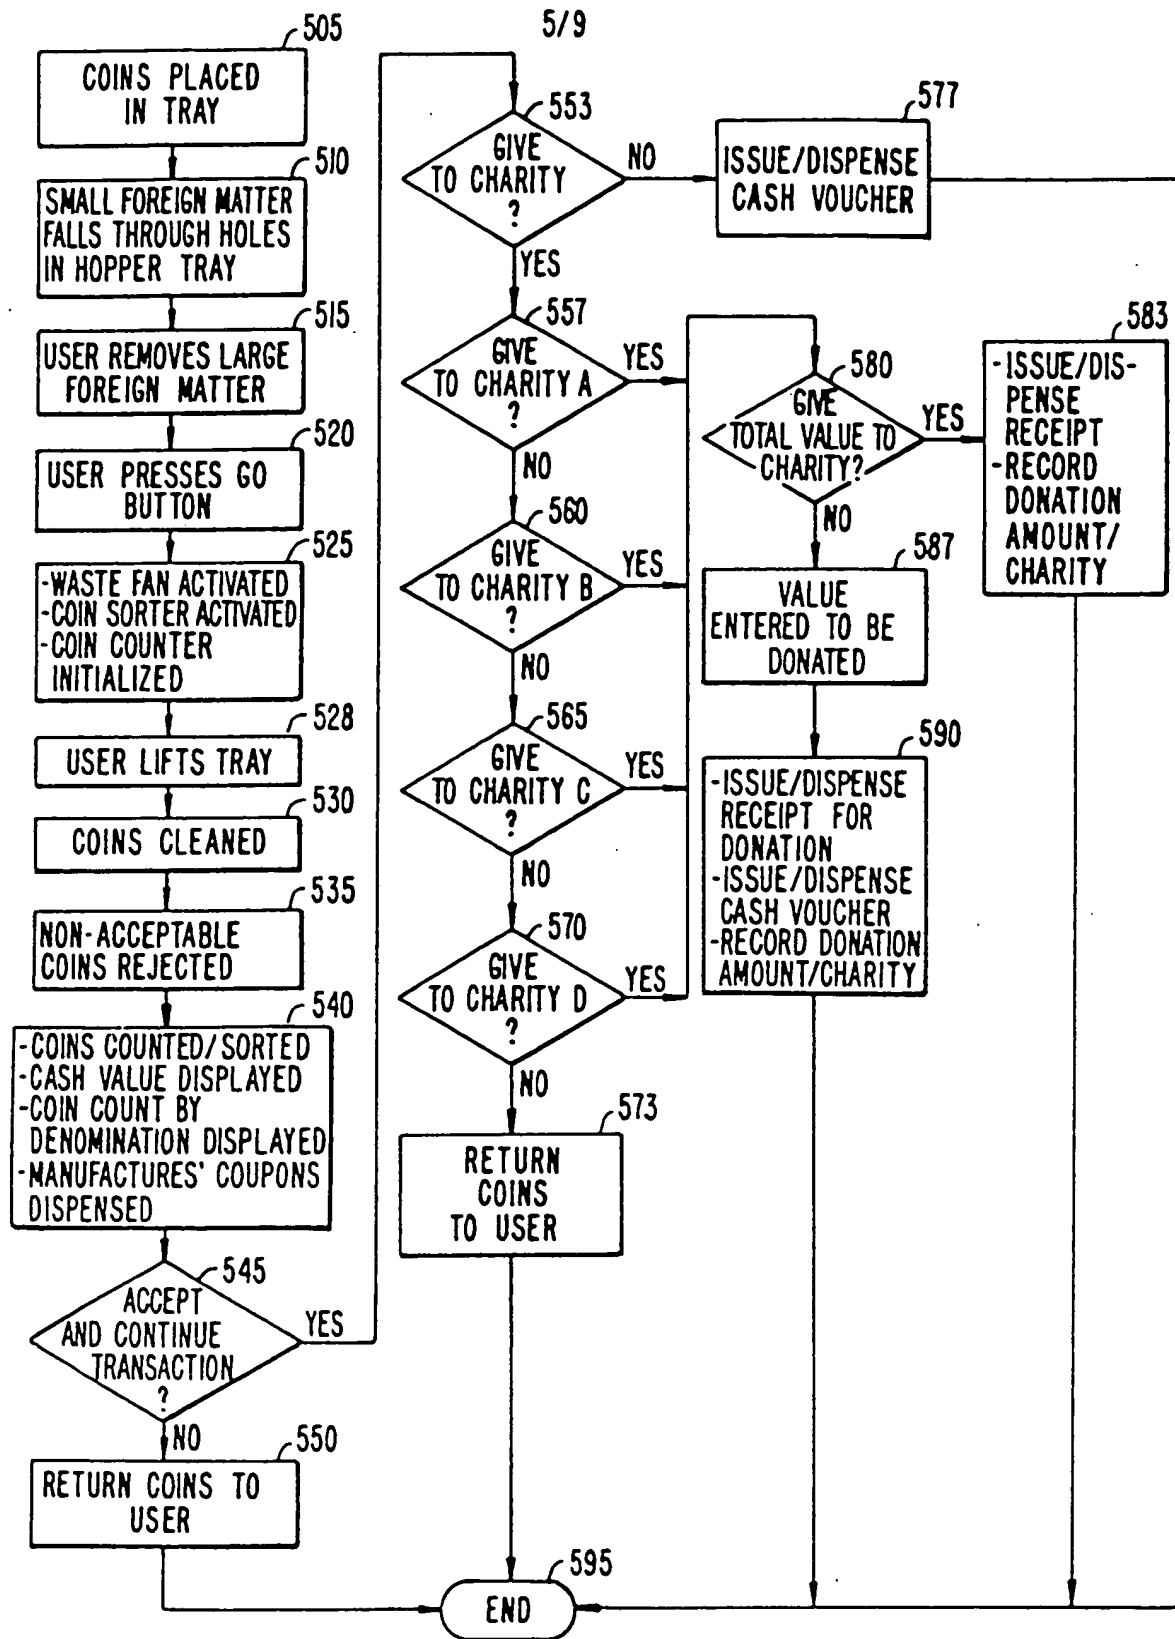 5/9
505
COINS PLACED
IN TRAY
510
SMALL FOREIGN MATTER
FALLS THROUGH HOLES
IN HOPPER TRAY
515
USER REMOVES LARGE
FOREIGN MATTER
520
USER PRESSES GO
BUTTON
525
-WASTE FAN ACTIVATED
-COIN SORTER ACTIVATED
-COIN COUNTER
INITIALIZED
528
USER LIFTS TRAY
530
COINS CLEANED
535
NON-ACCEPTABLE
COINS REJECTED
540
-COINS COUNTED/SORTED
-CASH VALUE DISPLAYED
-COIN COUNT BY
DENOMINATION DISPLAYED
-MANUFACTURES' COUPONS
DISPENSED
545
ACCEPT
AND CONTINUE
TRANSACTION
?
YES
NO
550
RETURN COINS TO
USER
553
GIVE
TO CHARITY
?
NO
YES
577
ISSUE/DISPENSE
CASH VOUCHER
557
GIVE
TO CHARITY A
?
YES
NO
560
GIVE
TO CHARITY B
?
YES
NO
565
GIVE
TO CHARITY C
?
YES
NO
570
GIVE
TO CHARITY D
?
YES
NO
573
RETURN
COINS
TO USER
580
GIVE
TOTAL VALUE TO
CHARITY?
YES
NO
583
-ISSUE/DIS-
PENSE
RECEIPT
-RECORD
DONATION
AMOUNT/
CHARITY
587
VALUE
ENTERED TO BE
DONATED
590
-ISSUE/DISPENSE
RECEIPT FOR
DONATION
-ISSUE/DISPENSE
CASH VOUCHER
-RECORD DONATION
AMOUNT/CHARITY
595
END